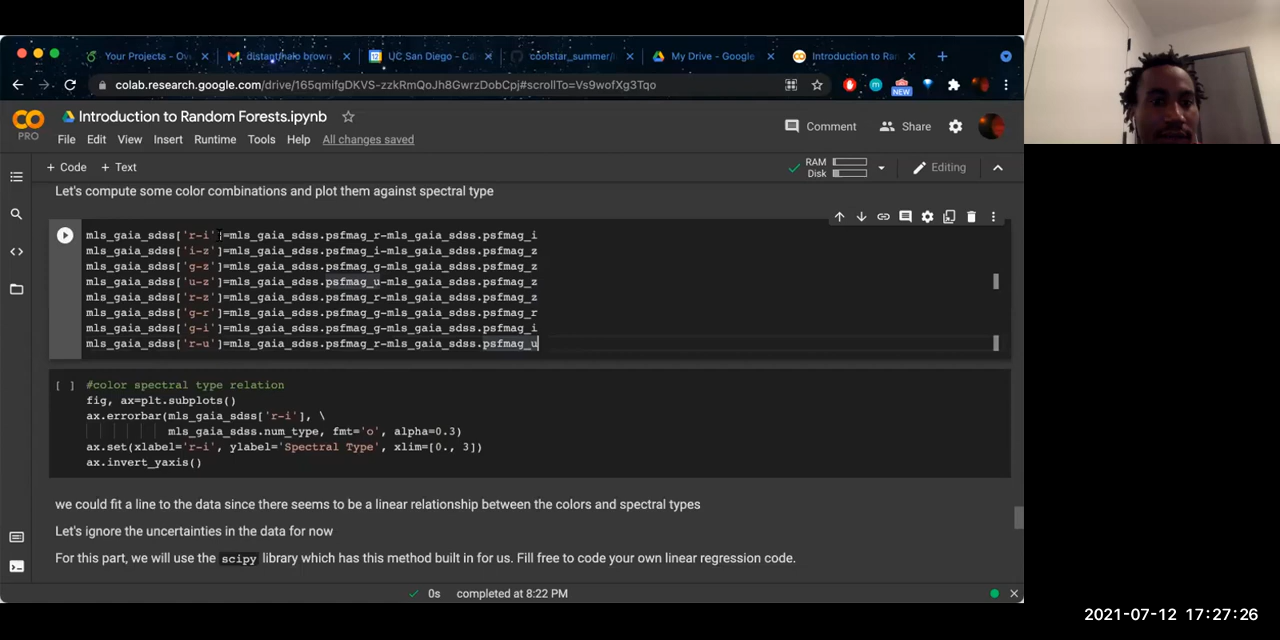 Your Projects - Ov
distantnalo brown
UC San Diego - Ca
coolstar_summer/
My Drive - Google
Introduction to Ran
colab.research.google.com/drive/165qmifgDKVS-zzkRmQoJh8GwrzDobCpj#scrollTo=Vs9wofXg3Tqo
NEW
PRO
Introduction to Random Forests.ipynb
Comment
Share
File Edit View Insert Runtime Tools Help All changes saved
+ Code + Text
RAM
Disk
Editing
Let's compute some color combinations and plot them against spectral type
mls_gaia_sdss['r-i']=mls_gaia_sdss.psfmag_r-mls_gaia_sdss.psfmag_i
mls_gaia_sdss['i-z']=mls_gaia_sdss.psfmag_i-mls_gaia_sdss.psfmag_z
mls_gaia_sdss['g-z']=mls_gaia_sdss.psfmag_g-mls_gaia_sdss.psfmag_z
mls_gaia_sdss['u-z']=mls_gaia_sdss.psfmag_u-mls_gaia_sdss.psfmag_z
mls_gaia_sdss['r-z']=mls_gaia_sdss.psfmag_r-mls_gaia_sdss.psfmag_z
mls_gaia_sdss['g-r']=mls_gaia_sdss.psfmag_g-mls_gaia_sdss.psfmag_r
mls_gaia_sdss['g-i']=mls_gaia_sdss.psfmag_g-mls_gaia_sdss.psfmag_i
mls_gaia_sdss['r-u']=mls_gaia_sdss.psfmag_r-mls_gaia_sdss.psfmag_u
[ ] #color spectral type relation
fig, ax=plt.subplots()
ax.errorbar(mls_gaia_sdss['r-i'], \
mls_gaia_sdss.num_type, fmt='o', alpha=0.3)
ax.set(xlabel='r-i', ylabel='Spectral Type', xlim=[0., 3])
ax.invert_yaxis()
we could fit a line to the data since there seems to be a linear relationship between the colors and spectral types
Let's ignore the uncertainties in the data for now
For this part, we will use the scipy library which has this method built in for us. Fill free to code your own linear regression code.
0s completed at 8:22 PM
2021-07-12 17:27:26